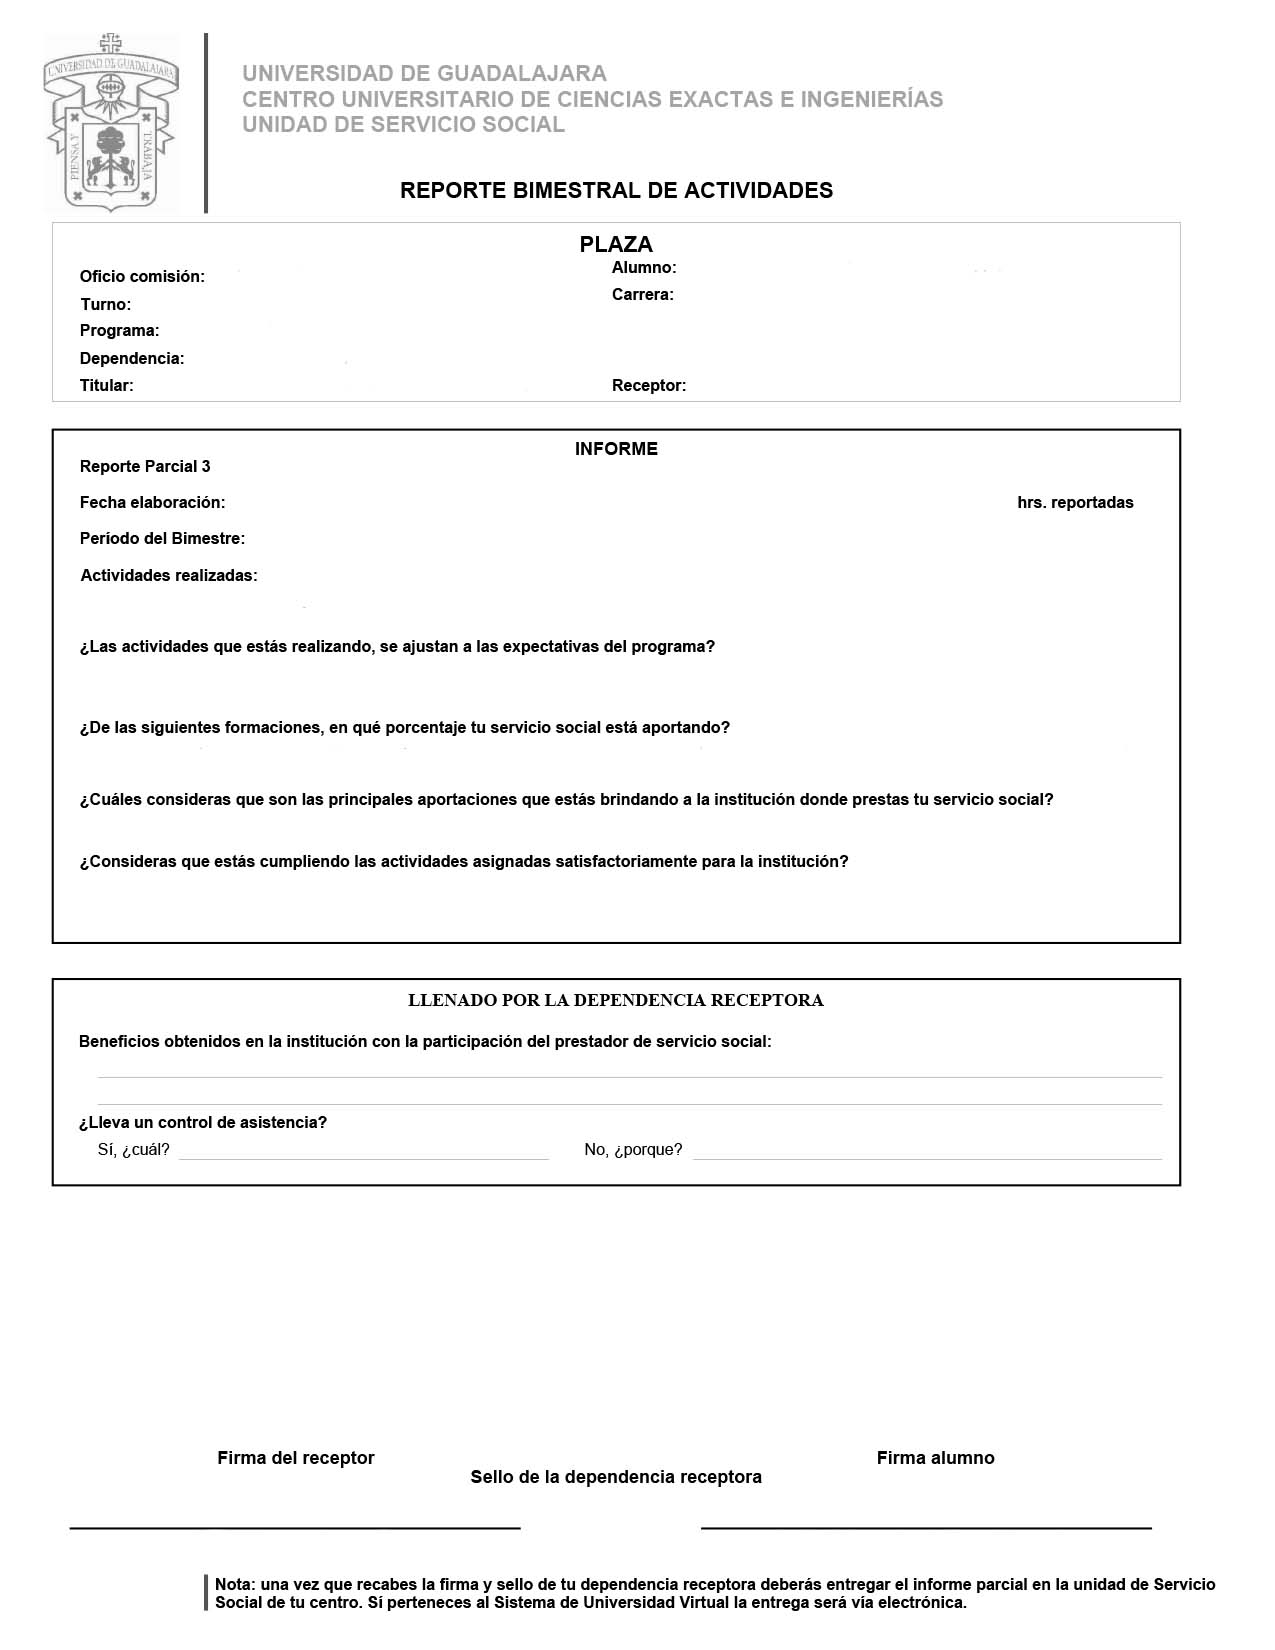 UNIVERSIDAD DE GUADALAJARA
PIENSA Y
TRABAJA
UNIVERSIDAD DE GUADALAJARA
CENTRO UNIVERSITARIO DE CIENCIAS EXACTAS E INGENIERÍAS
UNIDAD DE SERVICIO SOCIAL
REPORTE BIMESTRAL DE ACTIVIDADES
PLAZA
Oficio comisión:
Alumno:
Turno:
Carrera:
Programa:
Dependencia:
Titular:
Receptor:
INFORME
Reporte Parcial 3
Fecha elaboración:
hrs. reportadas
Período del Bimestre:
Actividades realizadas:
¿Las actividades que estás realizando, se ajustan a las expectativas del programa?
¿De las siguientes formaciones, en qué porcentaje tu servicio social está aportando?
¿Cuáles consideras que son las principales aportaciones que estás brindando a la institución donde prestas tu servicio social?
¿Consideras que estás cumpliendo las actividades asignadas satisfactoriamente para la institución?
LLENADO POR LA DEPENDENCIA RECEPTORA
Beneficios obtenidos en la institución con la participación del prestador de servicio social:
¿Lleva un control de asistencia?
Sí, ¿cuál?
No, ¿porque?
Firma del receptor
Firma alumno
Sello de la dependencia receptora
Nota: una vez que recabes la firma y sello de tu dependencia receptora deberás entregar el informe parcial en la unidad de Servicio
Social de tu centro. Sí perteneces al Sistema de Universidad Virtual la entrega será vía electrónica.